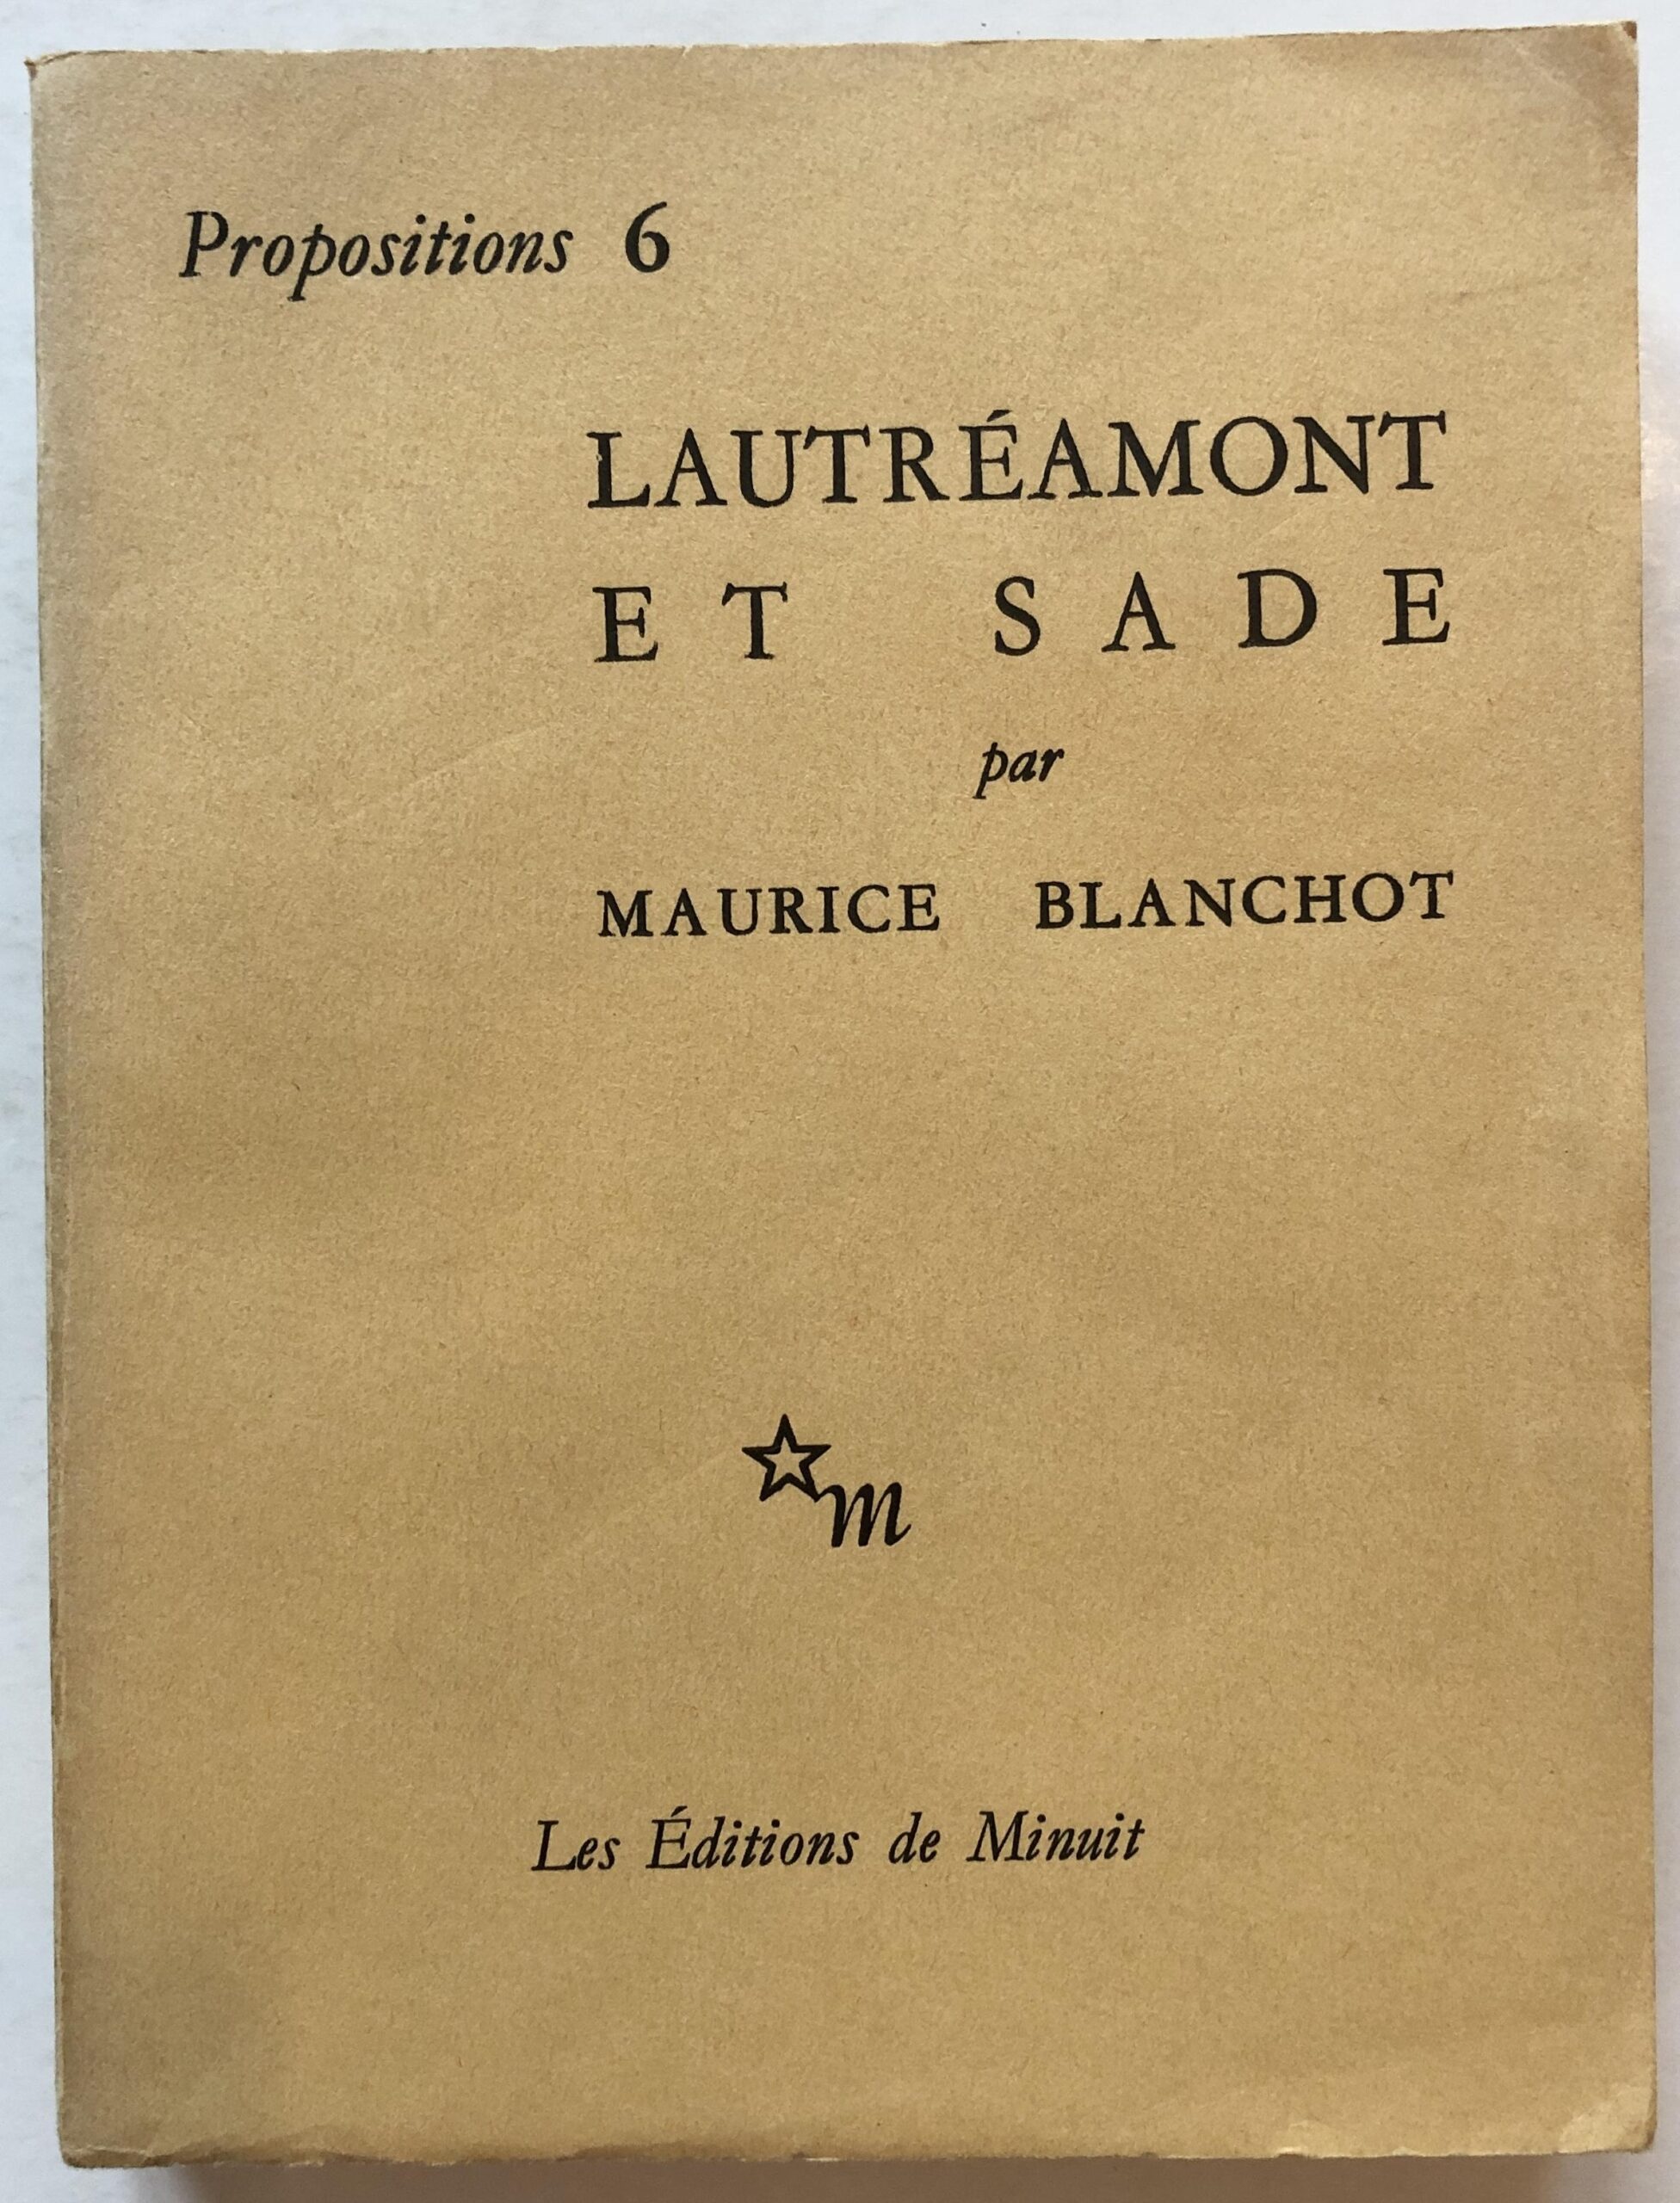 Propositions 6
LAUTRÉAMONT
ET SADE
par
MAURICE BLANCHOT
m
Les Éditions de Minuit